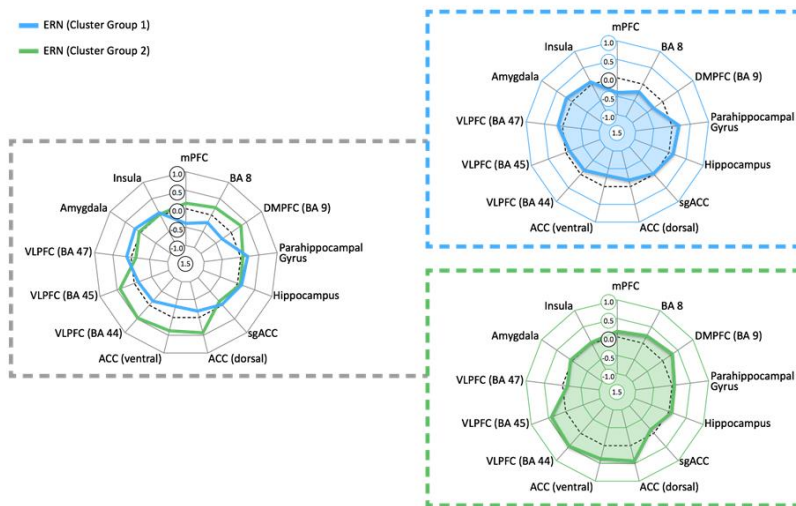 ERN (Cluster Group 1)
ERN (Cluster Group 2)
mPFC
BA 8
DMPFC (BA 9)
Parahippocampal
Gyrus
Hippocampus
sgACC
ACC (dorsal)
ACC (ventral)
VLPFC (BA 44)
VLPFC (BA 45)
VLPFC (BA 47)
Amygdala
Insula
1.0
0.5
0.0
-0.5
-1.0
1.5
mPFC
BA 8
DMPFC (BA 9)
Parahippocampal
Gyrus
Hippocampus
sgACC
ACC (dorsal)
ACC (ventral)
VLPFC (BA 44)
VLPFC (BA 45)
VLPFC (BA 47)
Amygdala
Insula
1.0
0.5
0.0
-0.5
-1.0
1.5
mPFC
BA 8
DMPFC (BA 9)
Parahippocampal
Gyrus
Hippocampus
sgACC
ACC (dorsal)
ACC (ventral)
VLPFC (BA 44)
VLPFC (BA 45)
VLPFC (BA 47)
Amygdala
Insula
1.0
0.5
0.0
-0.5
-1.0
1.5